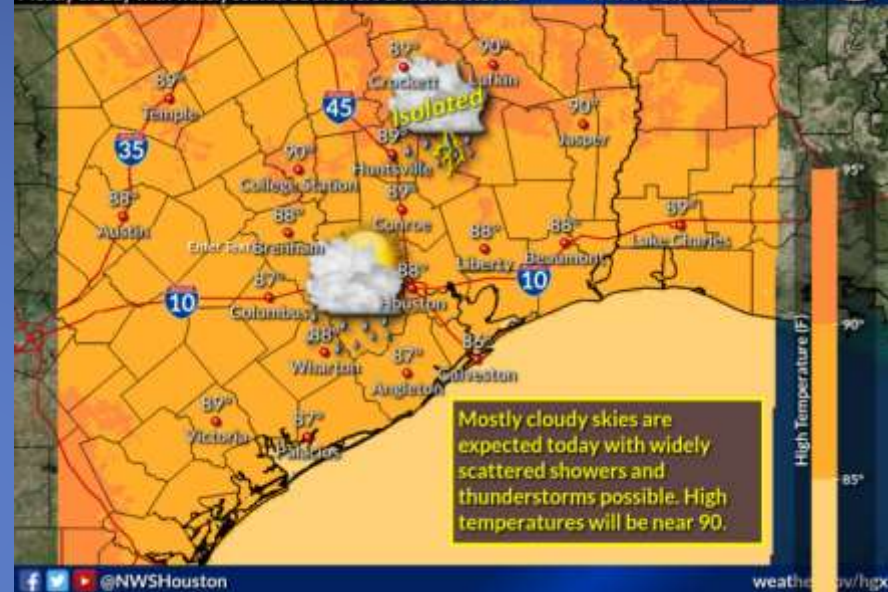 89°
Crockett
90°
Lufkin
89°
Temple
Isolated
45
90°
Jasper
89°
Huntsville
35
90°
College Station
95°
88°
Austin
89°
Conroe
88°
Enter Text
Brenham
88°
Liberty
88°
Beaumont
89°
Lake Charles
87°
Columbus
10
88°
Houston
10
88°
Wharton
86°
Galveston
87°
Angleton
90°
High Temperature (F)
89°
Victoria
87°
Palacios
Mostly cloudy skies are
expected today with widely
scattered showers and
thunderstorms possible. High
temperatures will be near 90.
85°
@NWSHouston